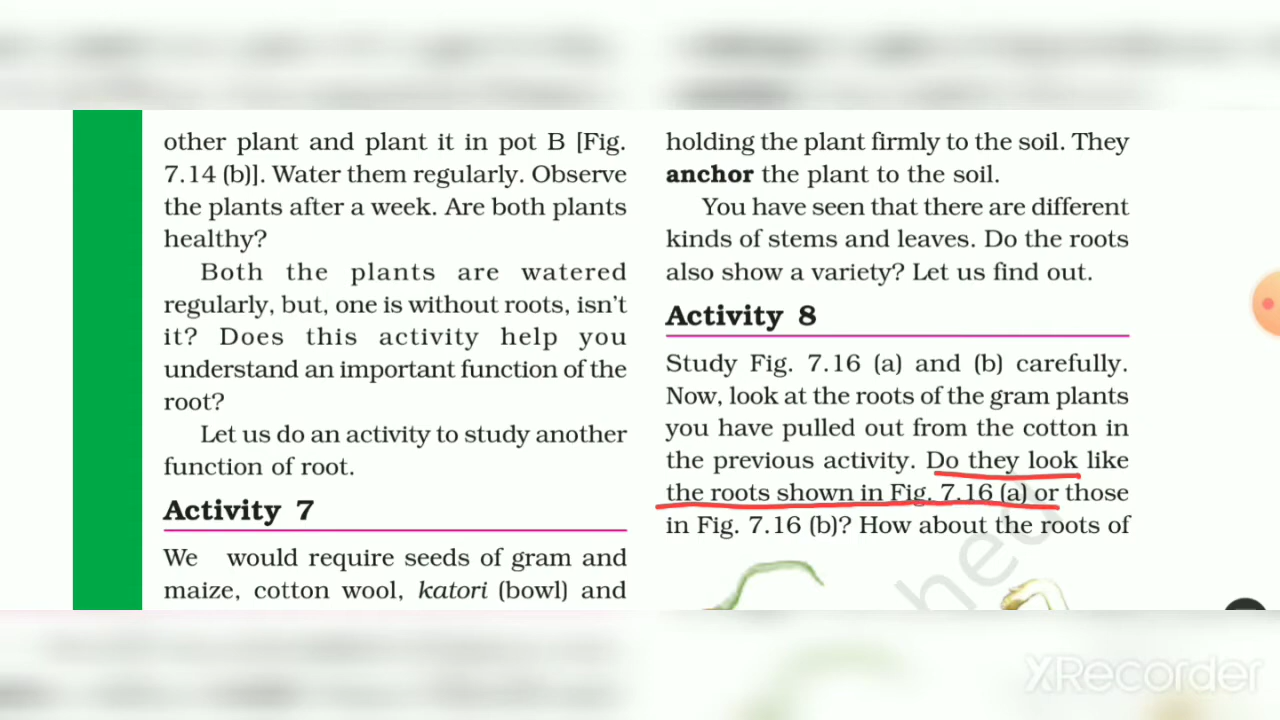 other plant and plant it in pot B [Fig.
7.14 (b)]. Water them regularly. Observe
the plants after a week. Are both plants
healthy?
Both the plants are watered
regularly, but, one is without roots, isn't
it? Does this activity help you
understand an important function of the
root?
Let us do an activity to study another
function of root.
Activity 7
We would require seeds of gram and
maize, cotton wool, katori (bowl) and
holding the plant firmly to the soil. They
anchor the plant to the soil.
You have seen that there are different
kinds of stems and leaves. Do the roots
also show a variety? Let us find out.
Activity 8
Study Fig. 7.16 (a) and (b) carefully.
Now, look at the roots of the gram plants
you have pulled out from the cotton in
the previous activity. Do they look like
the roots shown in Fig. 7.16 (a) or those
in Fig. 7.16 (b)? How about the roots of
hed
XRecorder